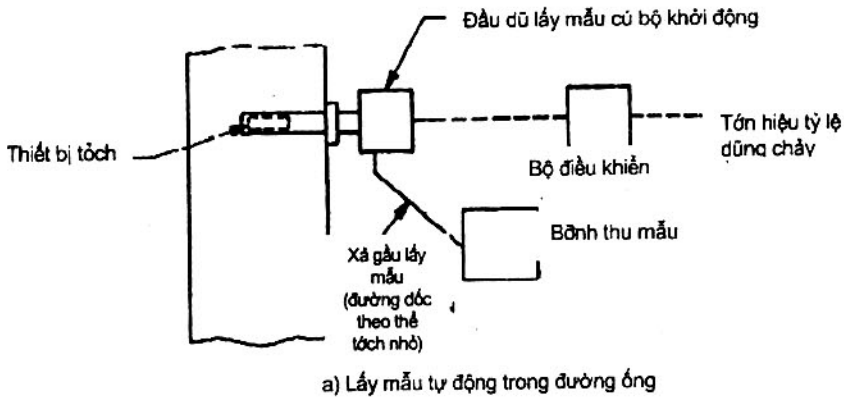 Đầu dũ lấy mẫu cú bộ khởi động
Thiết bị tỏch
Bộ điều khiển
Tớn hiệu tỷ lệ
dũng chảy
Xả gầu lấy
mẫu
(đường dốc
theo thể
tớch nhỏ)
Bỡnh thu mẫu
a) Lấy mẫu tự động trong đường ống